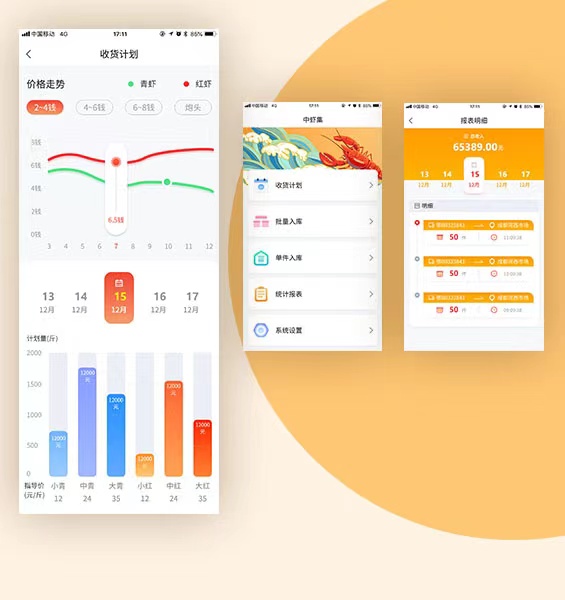 中国移动 4G 17:11 86%
收货计划
价格走势 青虾 红虾
2~4钱 4~6钱 6~8钱 炮头
6钱
4钱
2钱
0钱
6.5钱
3 4 5 6 7 8 9 10 11 12
13 14 15 16 17
12月 12月 12月 12月 12月
计划量(斤)
2000
1500
1000
500
0
12000元 12000元 12000元 12000元 12000元 12000元
指导价 小青 中青 大青 小红 中红 大红
(元/斤) 12 24 35 12 24 35
中国移动 4G 17:11 86%
中虾集
收货计划
批量入库
单件入库
统计报表
系统设置
中国移动 4G 17:11 86%
报表明细
总收入
65389.00元
13 14 15 16 17
12月 12月 12月 12月 12月
明细
50 斤
50 斤
50 斤